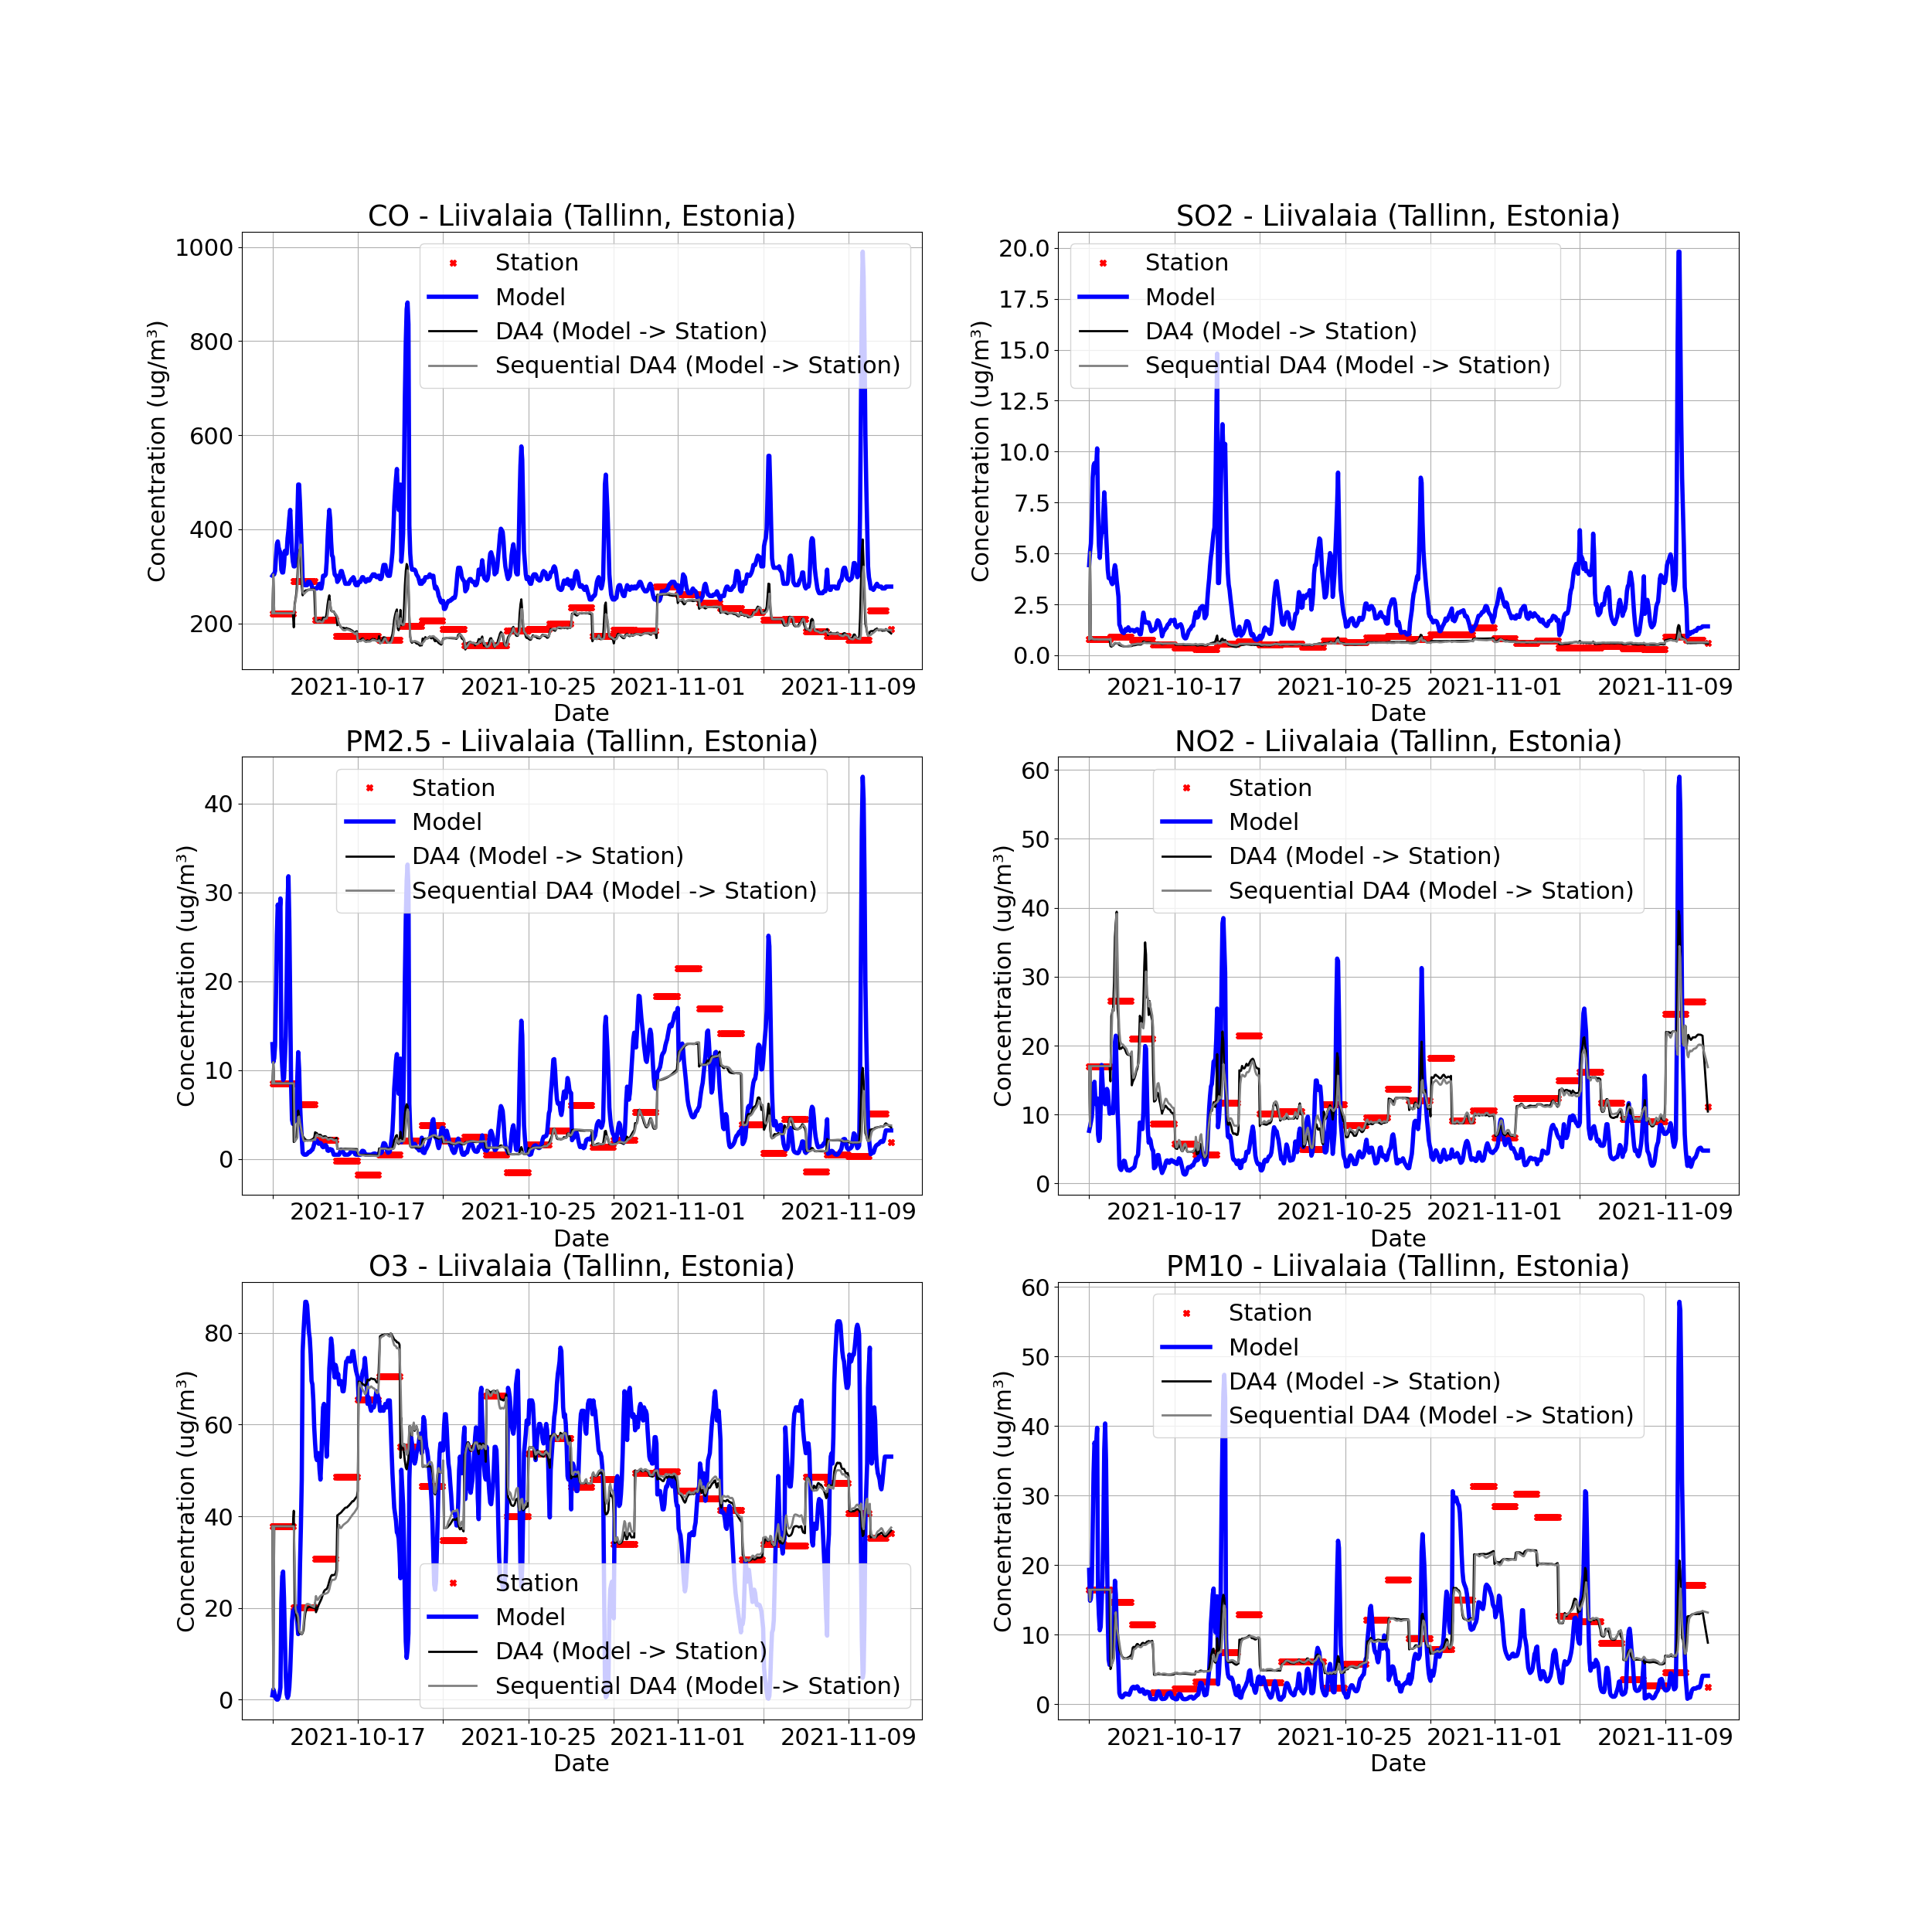 CO - Liivalaia (Tallinn, Estonia)
1000
800
600
400
200
Concentration (ug/m³)
Station
Model
DA4 (Model -> Station)
Sequential DA4 (Model -> Station)
2021-10-17
2021-10-25
2021-11-01
2021-11-09
Date
SO2 - Liivalaia (Tallinn, Estonia)
20.0
17.5
15.0
12.5
10.0
7.5
5.0
2.5
0.0
Concentration (ug/m³)
Station
Model
DA4 (Model -> Station)
Sequential DA4 (Model -> Station)
2021-10-17
2021-10-25
2021-11-01
2021-11-09
Date
PM2.5 - Liivalaia (Tallinn, Estonia)
40
30
20
10
0
Concentration (ug/m³)
Station
Model
DA4 (Model -> Station)
Sequential DA4 (Model -> Station)
2021-10-17
2021-10-25
2021-11-01
2021-11-09
Date
NO2 - Liivalaia (Tallinn, Estonia)
60
50
40
30
20
10
0
Concentration (ug/m³)
Station
Model
DA4 (Model -> Station)
Sequential DA4 (Model -> Station)
2021-10-17
2021-10-25
2021-11-01
2021-11-09
Date
O3 - Liivalaia (Tallinn, Estonia)
80
60
40
20
0
Concentration (ug/m³)
Station
Model
DA4 (Model -> Station)
Sequential DA4 (Model -> Station)
2021-10-17
2021-10-25
2021-11-01
2021-11-09
Date
PM10 - Liivalaia (Tallinn, Estonia)
60
50
40
30
20
10
0
Concentration (ug/m³)
Station
Model
DA4 (Model -> Station)
Sequential DA4 (Model -> Station)
2021-10-17
2021-10-25
2021-11-01
2021-11-09
Date